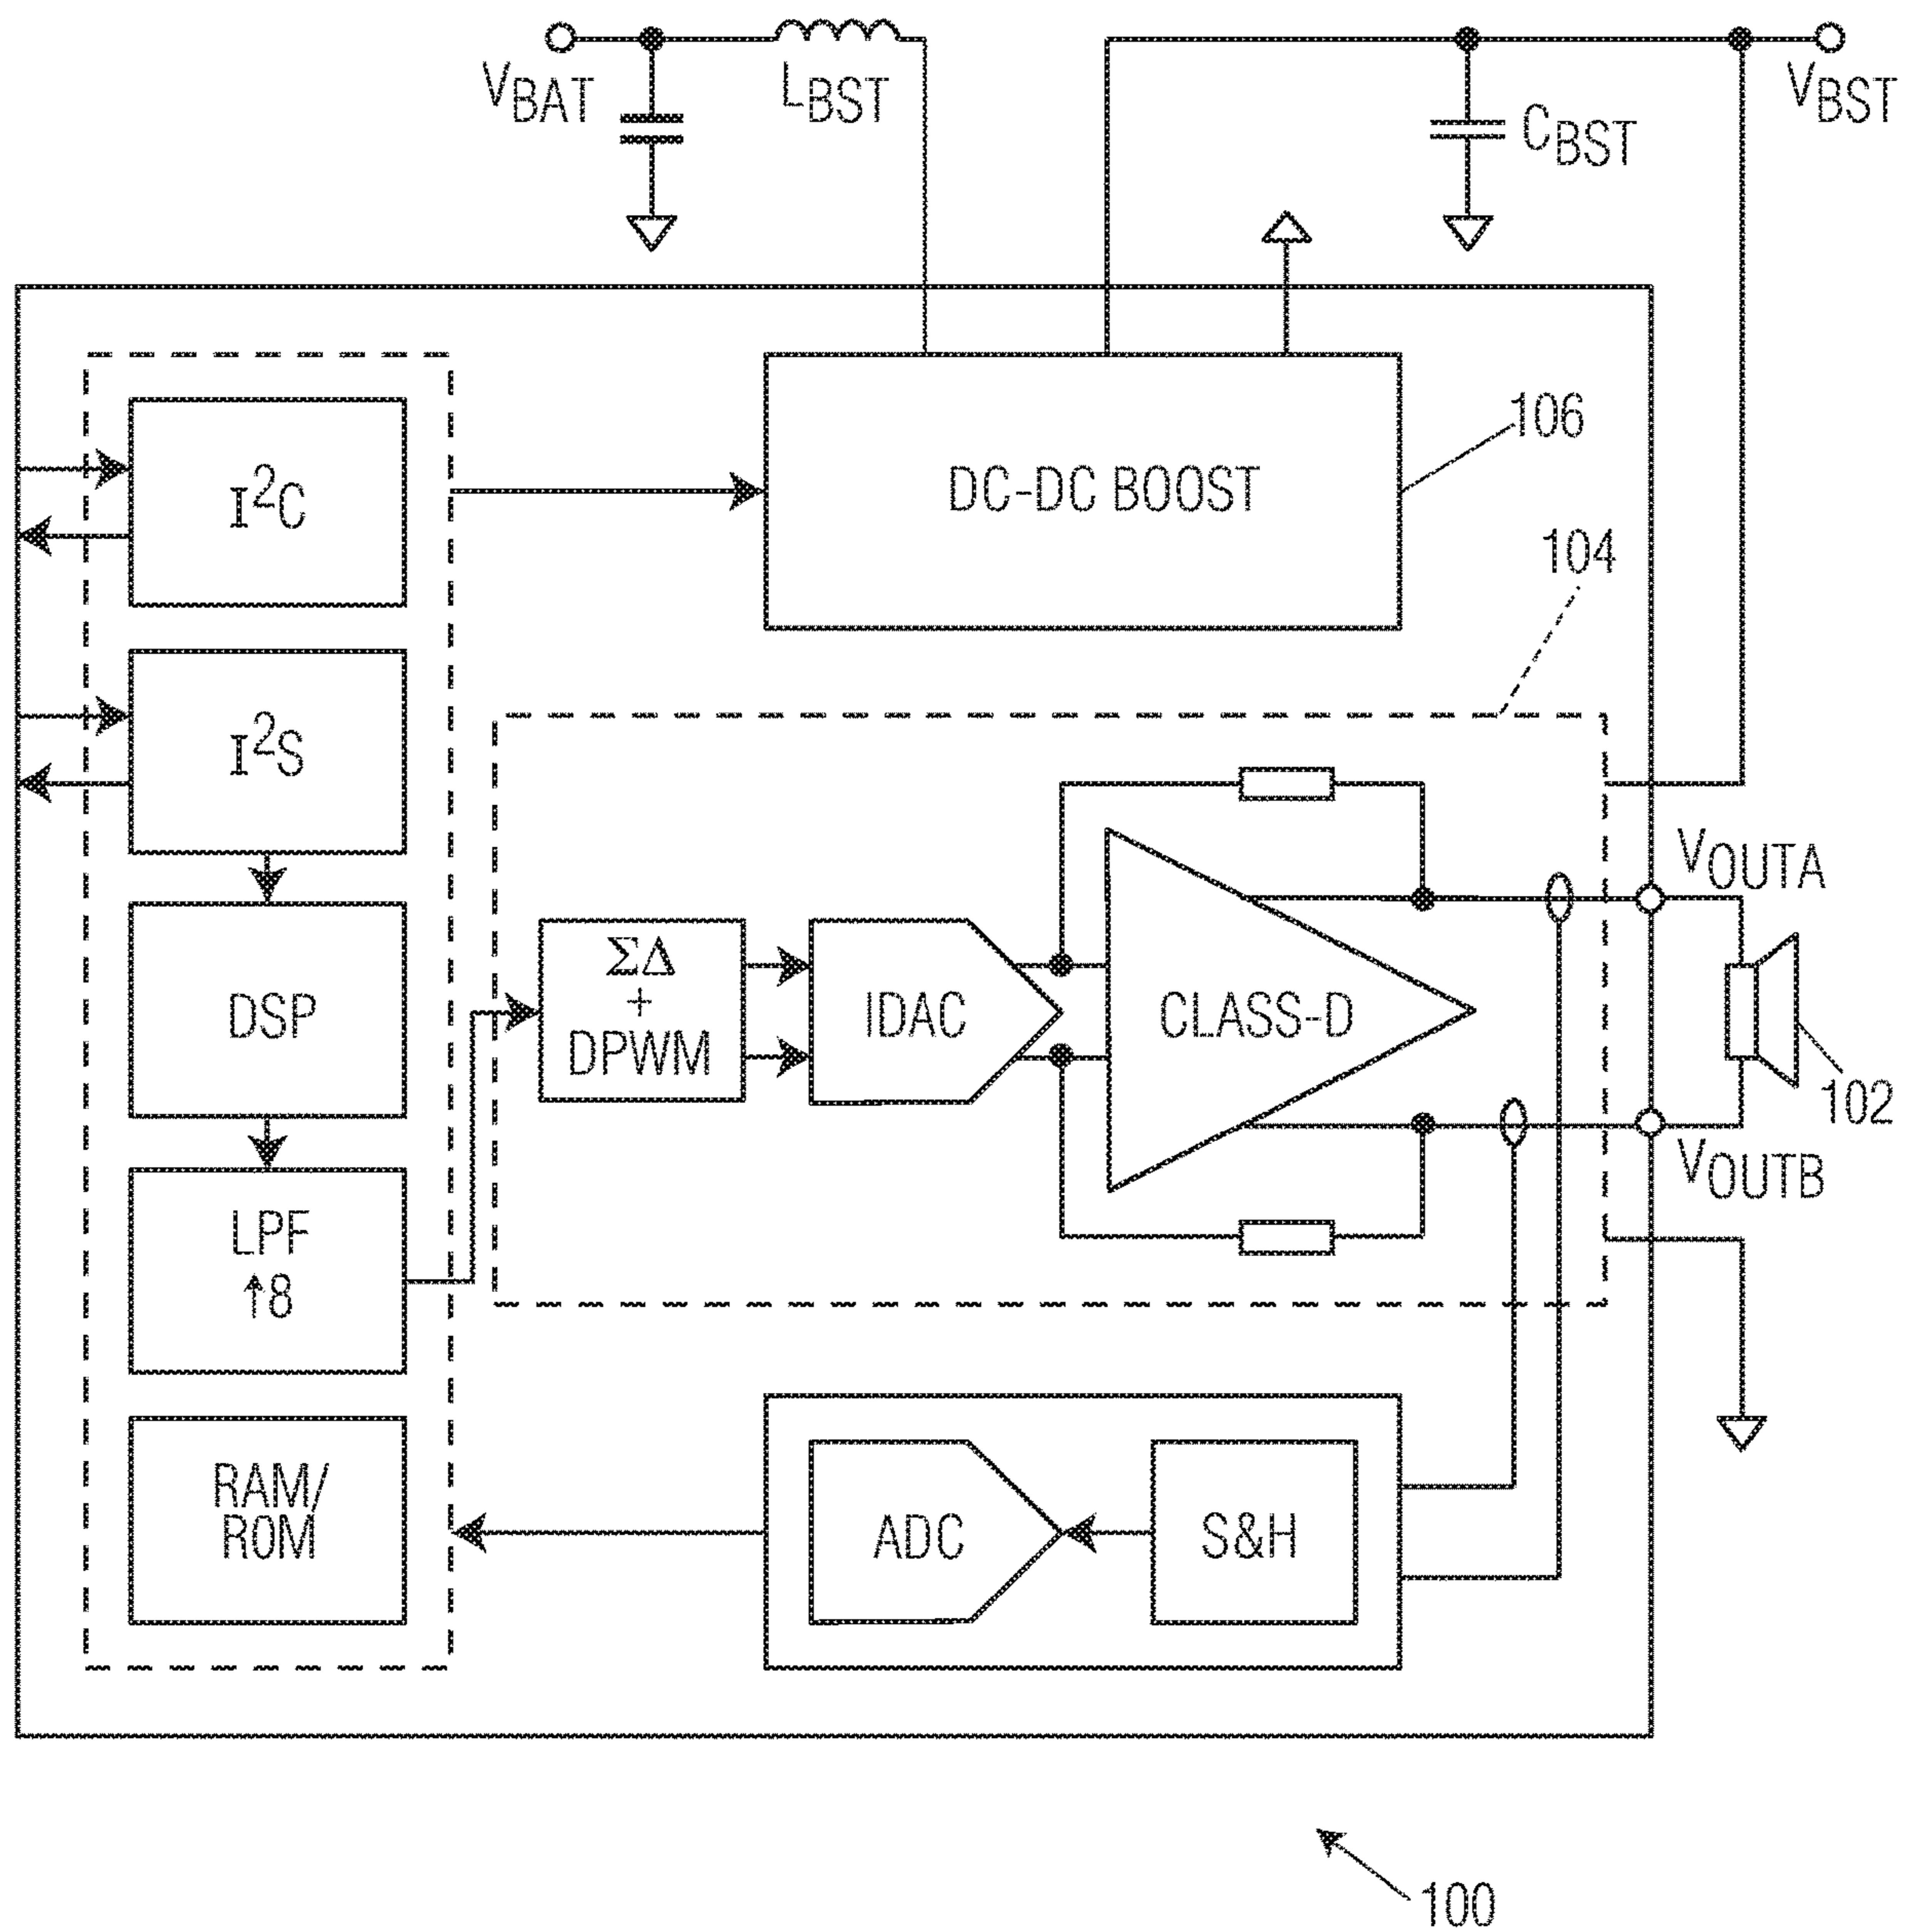 VBAT
LBST
CBST
VBST
I²C
DC-DC BOOST
106
104
I²S
VOUTA
DSP
ΣΔ
+
DPWM
IDAC
CLASS-D
102
VOUTB
LPF
↑8
RAM/
ROM
ADC
S&H
100